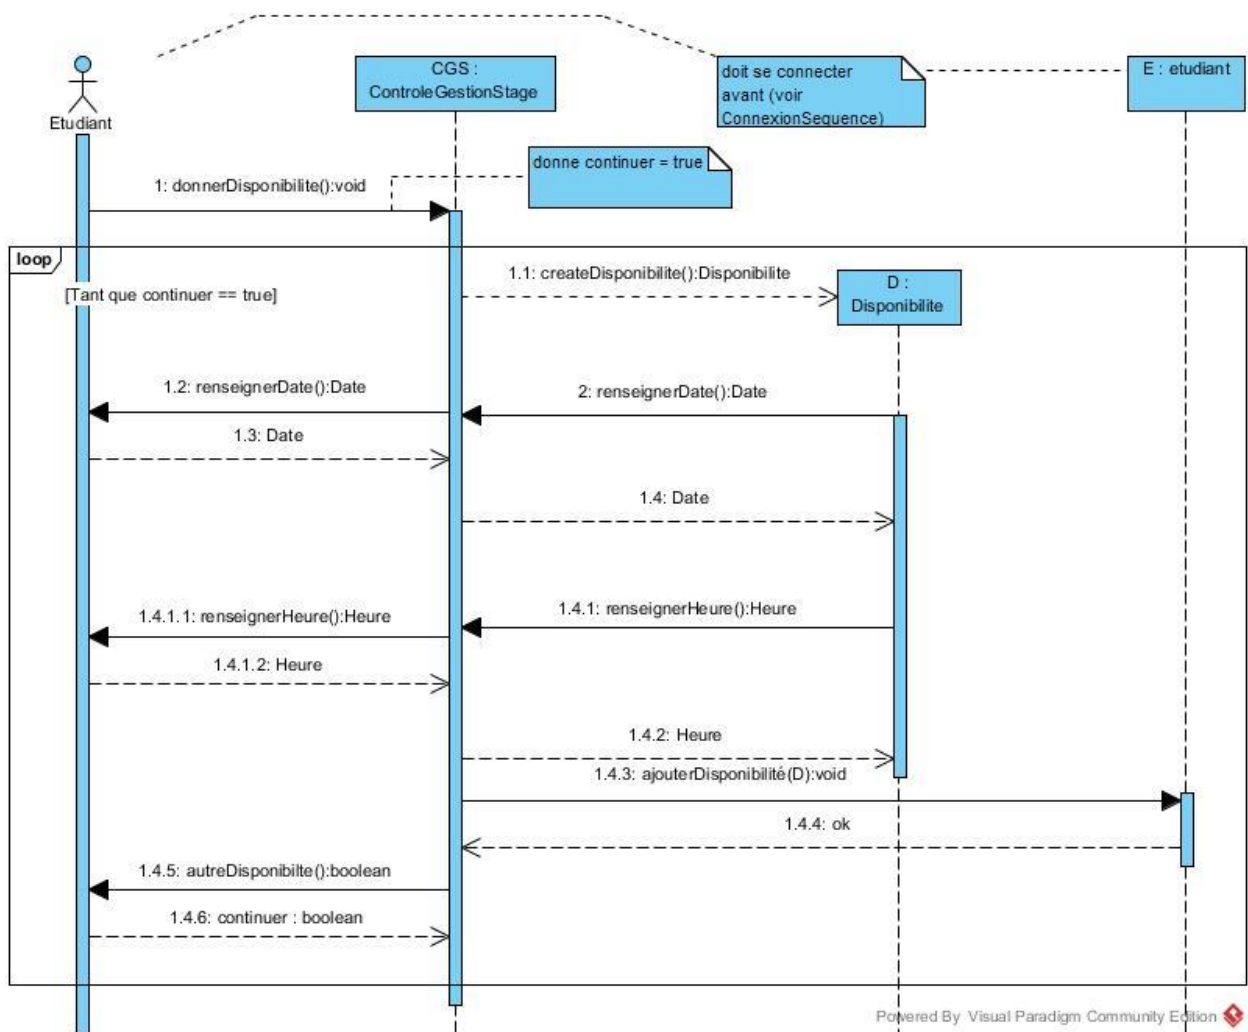 CGS :
ControleGestionStage
doit se connecter
avant (voir
ConnexionSequence)
E : etudiant
Etudiant
donne continuer = true
1: donnerDisponibilite():void
loop
[Tant que continuer == true]
1.1: createDisponibilite():Disponibilite
D :
Disponibilite
1.2: renseignerDate():Date
2: renseignerDate():Date
1.3: Date
1.4: Date
1.4.1.1: renseignerHeure():Heure
1.4.1: renseignerHeure():Heure
1.4.1.2: Heure
1.4.2: Heure
1.4.3: ajouterDisponibilité(D):void
1.4.4: ok
1.4.5: autreDisponibilte():boolean
1.4.6: continuer : boolean
Powered By Visual Paradigm Community Edition